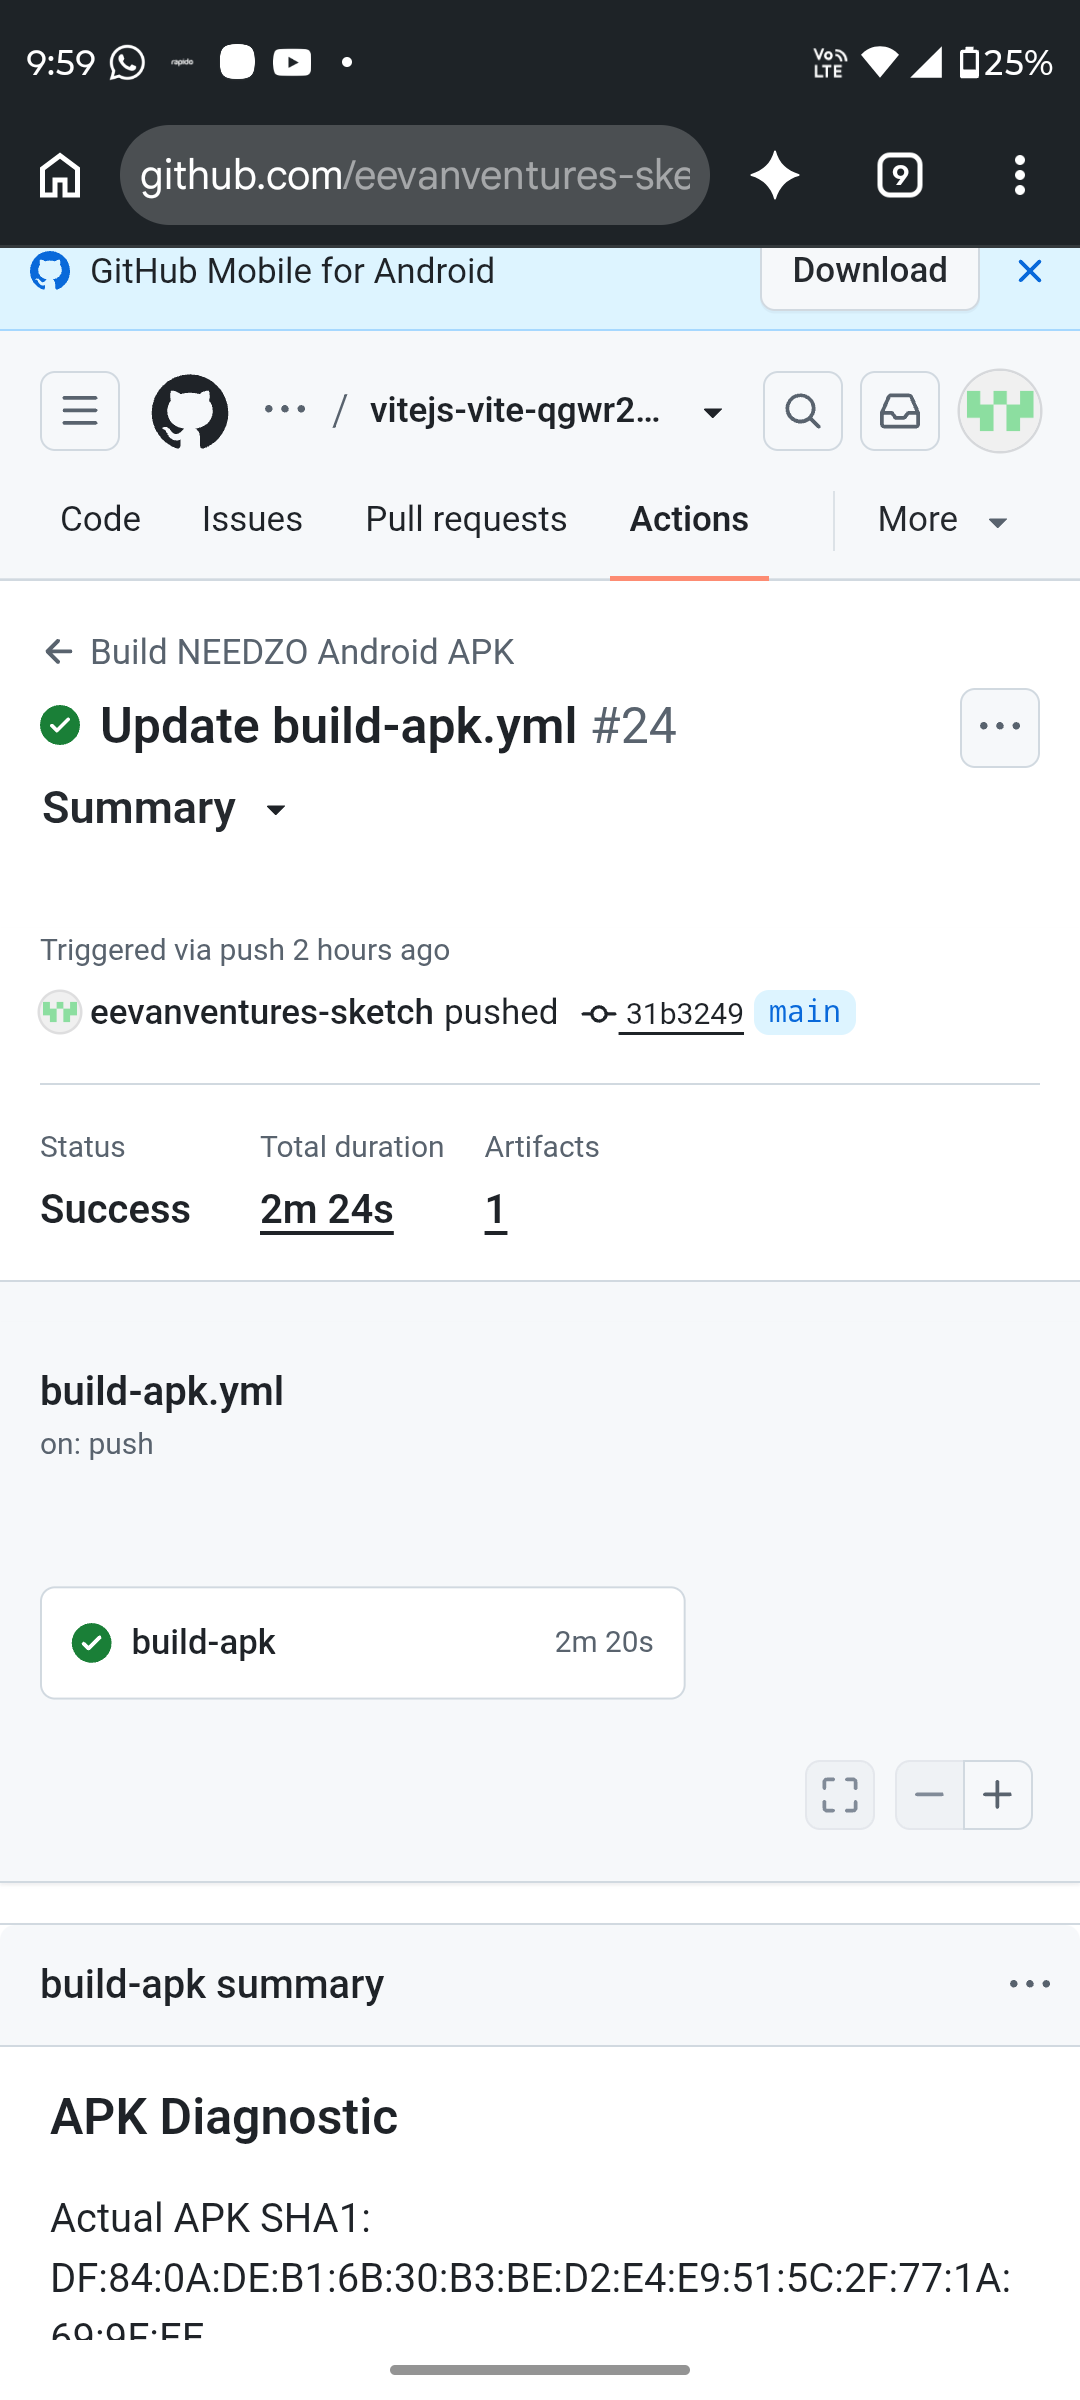 9:59 rapido Vo LTE 25%
github.com/eevanventures-ske 9
GitHub Mobile for Android Download
... / vitejs-vite-qgwr2...
Code Issues Pull requests Actions More
Build NEEDZO Android APK
Update build-apk.yml #24
Summary
Triggered via push 2 hours ago
eevanventures-sketch pushed 31b3249 main
Status Total duration Artifacts
Success 2m 24s 1
build-apk.yml
on: push
build-apk 2m 20s
build-apk summary
APK Diagnostic
Actual APK SHA1:
DF:84:0A:DE:B1:6B:30:B3:BE:D2:E4:E9:51:5C:2F:77:1A: